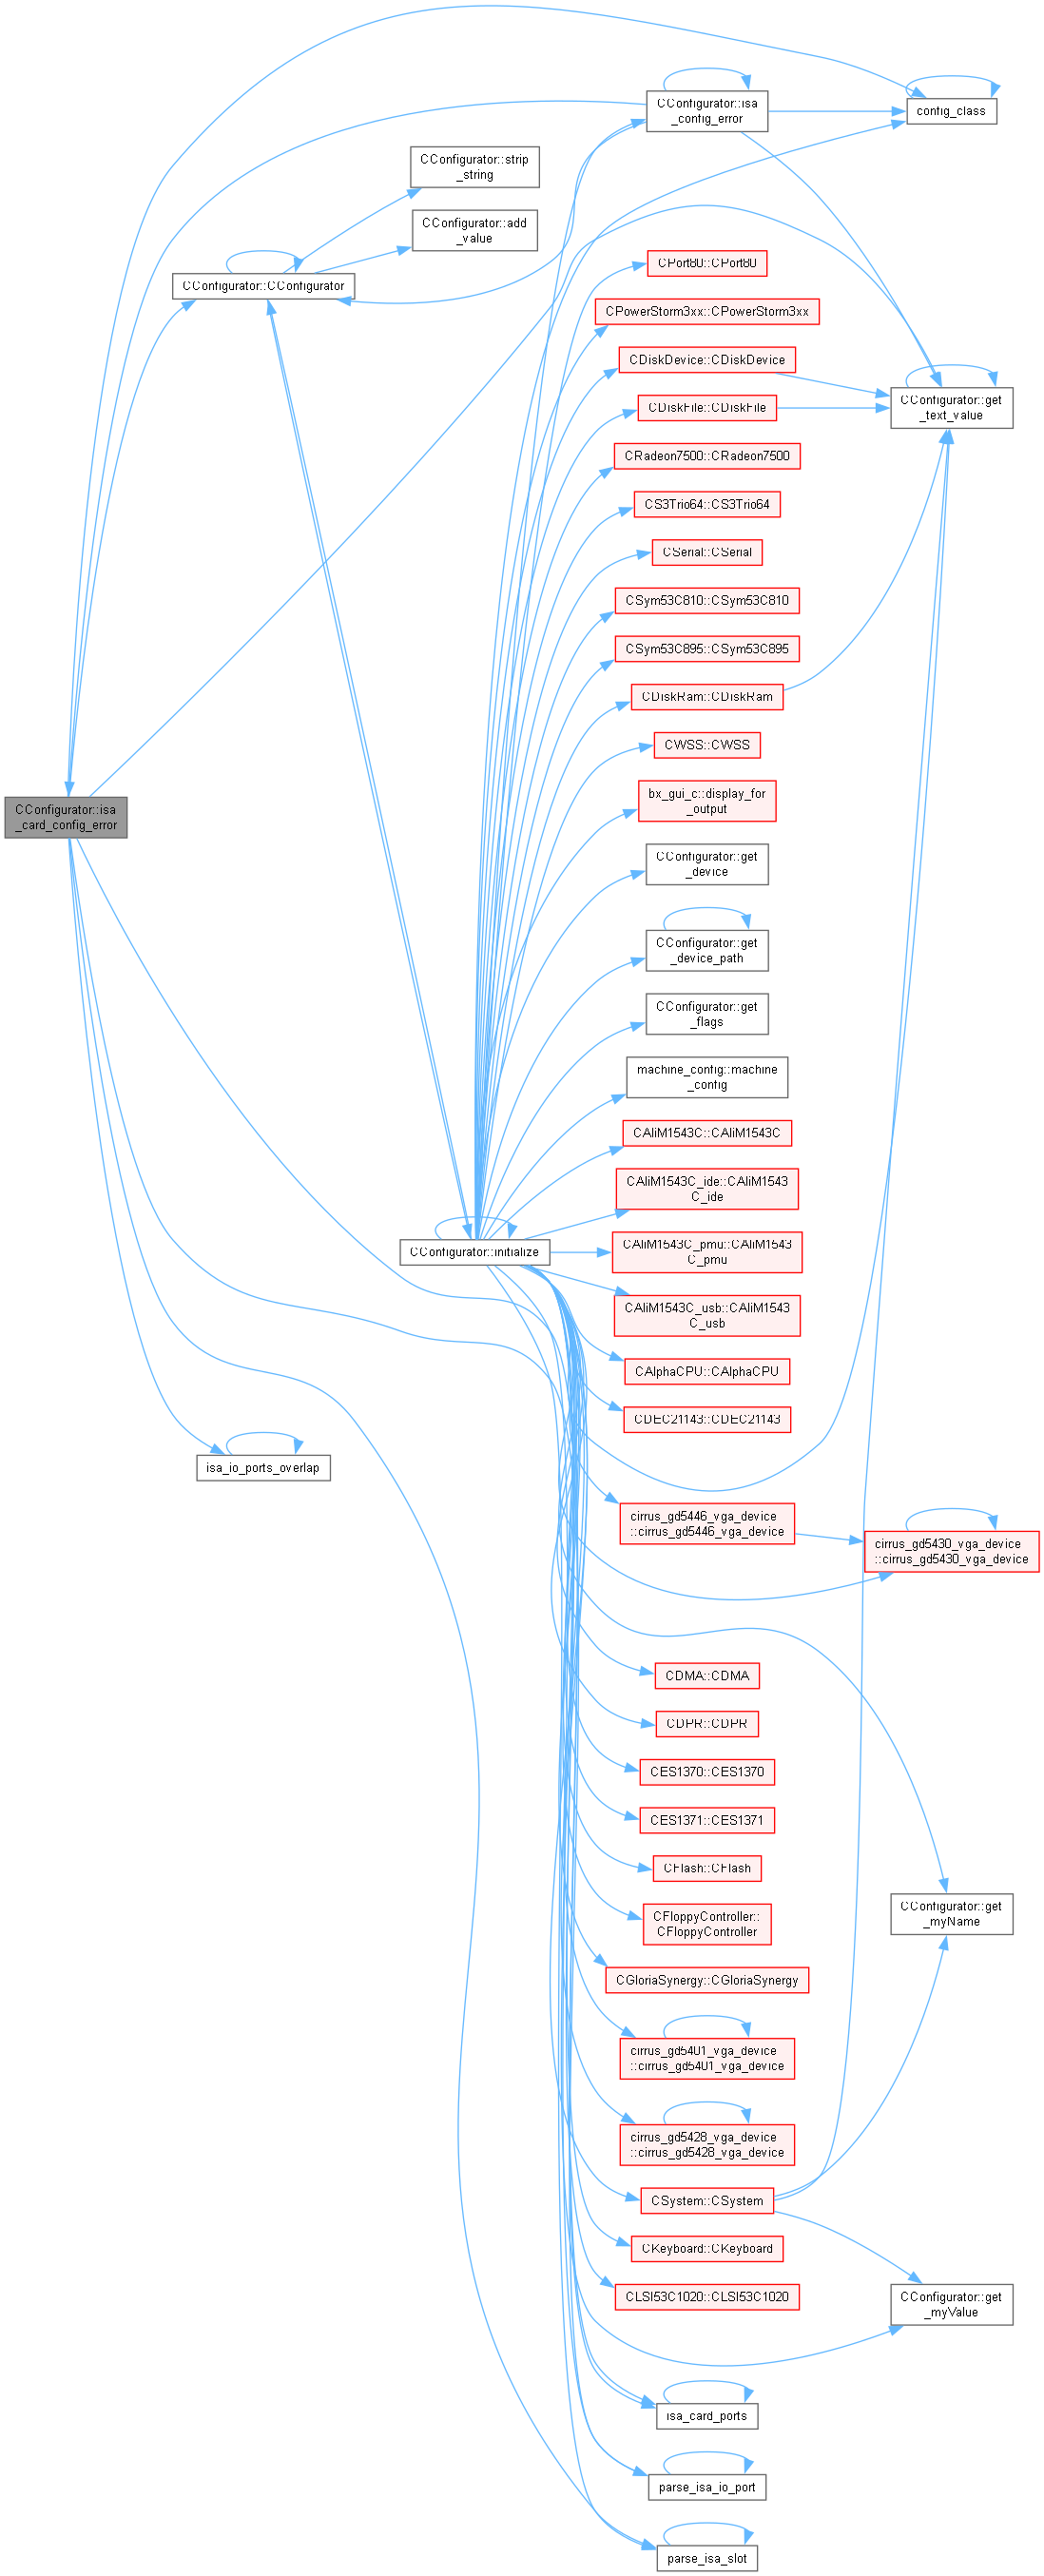 CConfigurator::isa
_config_error
config_class
CConfigurator::strip
_string
CConfigurator::add
_value
CConfigurator::CConfigurator
CPort80::CPort80
CPowerStorm3xx::CPowerStorm3xx
CDiskDevice::CDiskDevice
CConfigurator::get
_text_value
CDiskFile::CDiskFile
CRadeon7500::CRadeon7500
CS3Trio64::CS3Trio64
CSerial::CSerial
CSym53C810::CSym53C810
CSym53C895::CSym53C895
CDiskRam::CDiskRam
CWSS::CWSS
CConfigurator::isa
_card_config_error
bx_gui_c::display_for
_output
CConfigurator::get
_device
CConfigurator::get
_device_path
CConfigurator::get
_flags
machine_config::machine
_config
CAliM1543C::CAliM1543C
CAliM1543C_ide::CAliM1543
C_ide
CConfigurator::initialize
CAliM1543C_pmu::CAliM1543
C_pmu
CAliM1543C_usb::CAliM1543
C_usb
CAlphaCPU::CAlphaCPU
CDEC21143::CDEC21143
isa_io_ports_overlap
cirrus_gd5446_vga_device
::cirrus_gd5446_vga_device
cirrus_gd5430_vga_device
::cirrus_gd5430_vga_device
CDMA::CDMA
CDPR::CDPR
CES1370::CES1370
CES1371::CES1371
CFlash::CFlash
CConfigurator::get
_myName
CFloppyController::
CFloppyController
CGloriaSynergy::CGloriaSynergy
cirrus_gd5401_vga_device
::cirrus_gd5401_vga_device
cirrus_gd5428_vga_device
::cirrus_gd5428_vga_device
CSystem::CSystem
CKeyboard::CKeyboard
CLSI53C1020::CLSI53C1020
CConfigurator::get
_myValue
isa_card_ports
parse_isa_io_port
parse_isa_slot